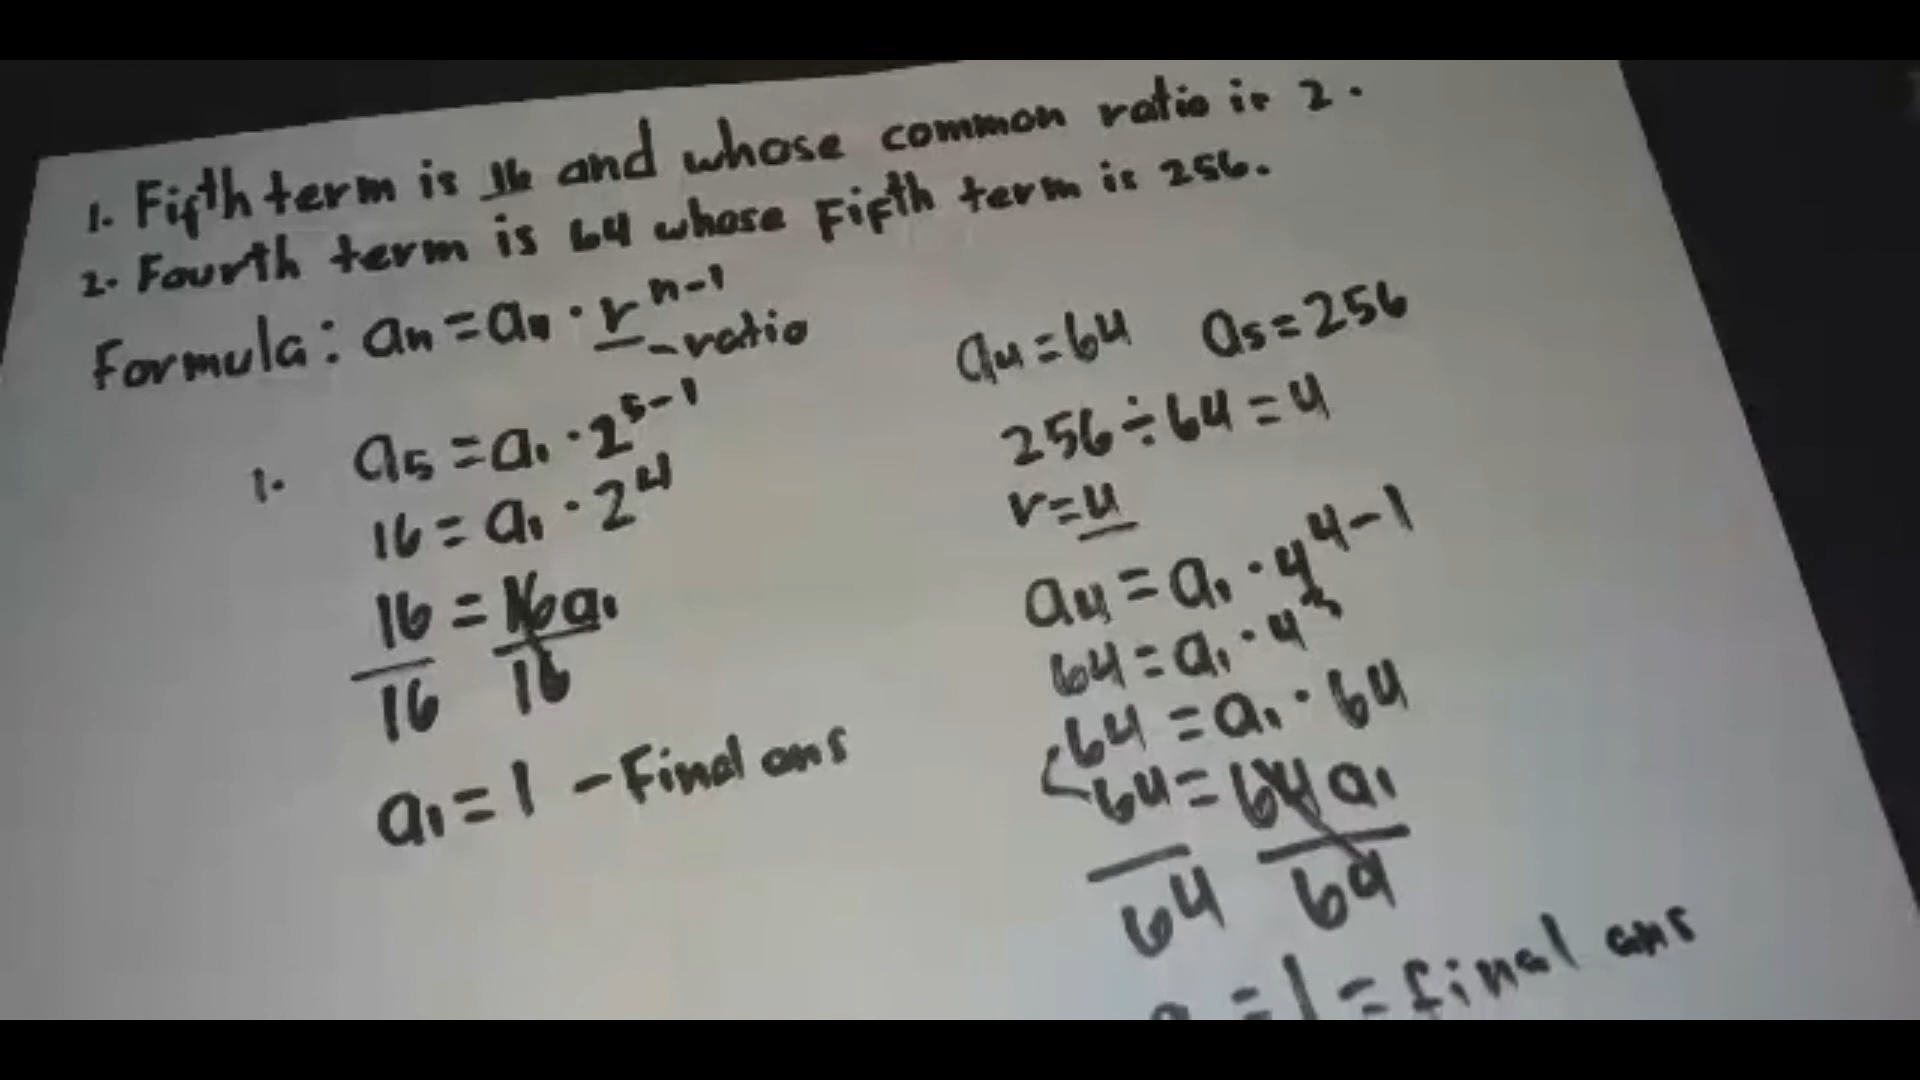 1. Fifth term is 16 and whose common ratio is 2.
2. Fourth term is 64 whose Fifth term is 256.
Formula: an = a1 · r^n-1
- ratio
1. a5 = a1 · 2^5-1
16 = a1 · 2^4
16 = 16a1
16 16
a1 = 1 - Final ans
a4 = 64 a5 = 256
256 ÷ 64 = 4
r = 4
a4 = a1 · 4^4-1
64 = a1 · 4^3
64 = a1 · 64
64 = 64 a1
64 64
= 1 = final ans